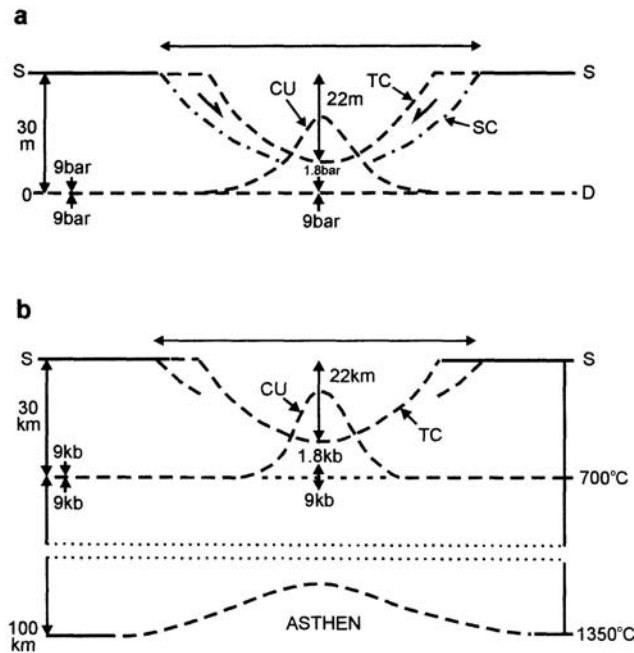 a
S
S
CU
22m
TC
30
m
SC
9bar
1.8bar
0
D
9bar
9bar
b
S
S
CU
22km
30
km
TC
9kb
1.8kb
700°C
9kb
9kb
ASTHEN
100
km
1350°C